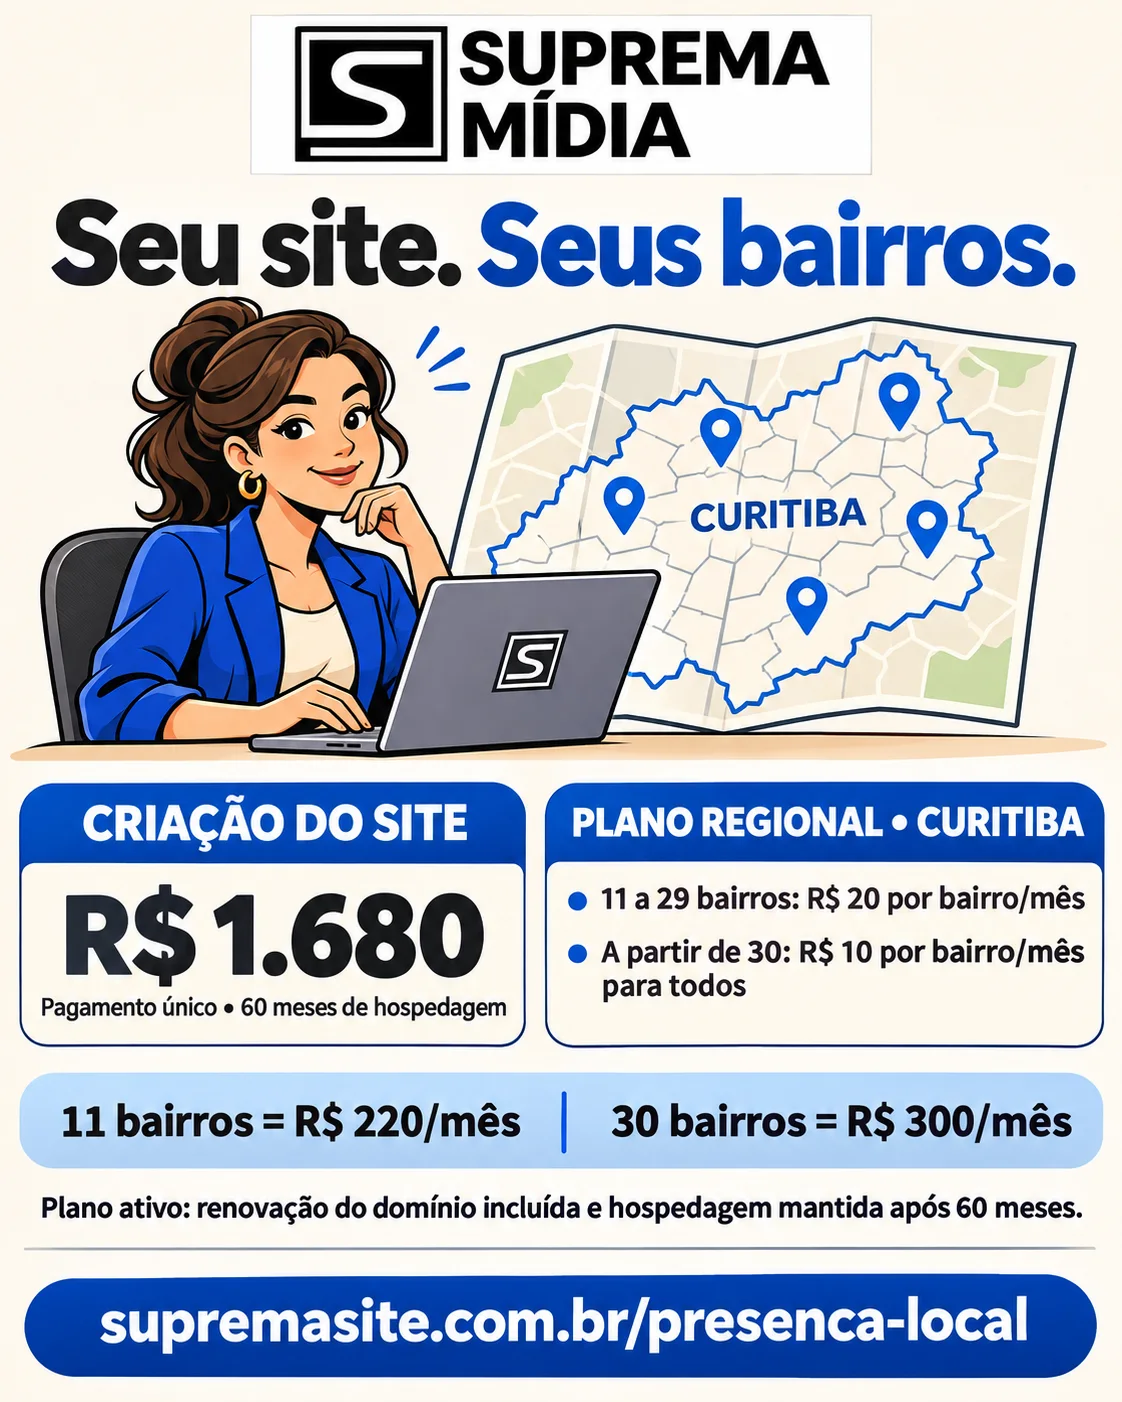 S SUPREMA
MÍDIA
Seu site. Seus bairros.
CURITIBA
S
CRIAÇÃO DO SITE
R$ 1.680
Pagamento único • 60 meses de hospedagem
PLANO REGIONAL • CURITIBA
• 11 a 29 bairros: R$ 20 por bairro/mês
• A partir de 30: R$ 10 por bairro/mês
para todos
11 bairros = R$ 220/mês | 30 bairros = R$ 300/mês
Plano ativo: renovação do domínio incluída e hospedagem mantida após 60 meses.
supremasite.com.br/presenca-local